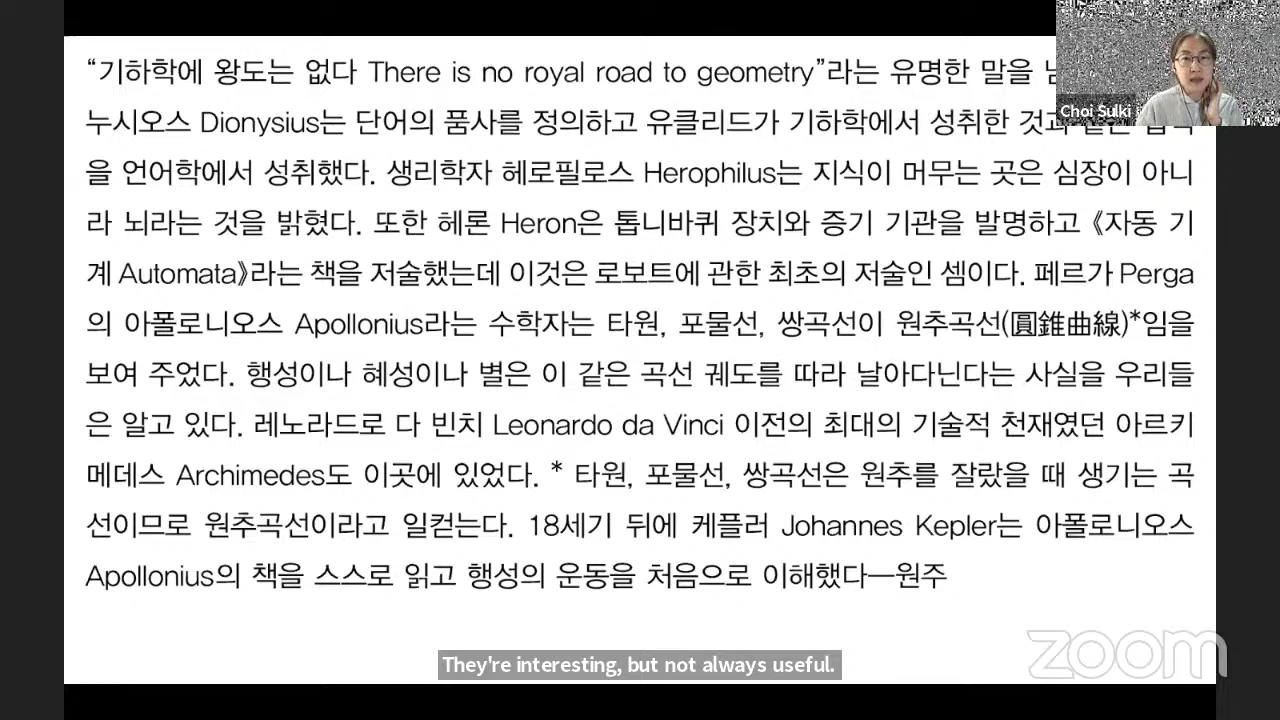 “기하학에 왕도는 없다 There is no royal road to geometry”라는 유명한 말을
누시오스 Dionysius는 단어의 품사를 정의하고 유클리드가 기하학에서 성취한
을 언어학에서 성취했다. 생리학자 헤로필로스 Herophilus는 지식이 머무는 곳은 심장이 아니
라 뇌라는 것을 밝혔다. 또한 헤론 Heron은 톱니바퀴 장치와 증기 기관을 발명하고 《자동 기
계 Automata》라는 책을 저술했는데 이것은 로보트에 관한 최초의 저술인 셈이다. 페르가 Perga
의 아폴로니오스 Apollonius라는 수학자는 타원, 포물선, 쌍곡선이 원추곡선(圓錐曲線)*임을
보여 주었다. 행성이나 혜성이나 별은 이 같은 곡선 궤도를 따라 날아다닌다는 사실을 우리들
은 알고 있다. 레노라드로 다 빈치 Leonardo da Vinci 이전의 최대의 기술적 천재였던 아르키
메데스 Archimedes도 이곳에 있었다. * 타원, 포물선, 쌍곡선은 원추를 잘랐을 때 생기는 곡
선이므로 원추곡선이라고 일컫는다. 18세기 뒤에 케플러 Johannes Kepler는 아폴로니오스
Apollonius의 책을 스스로 읽고 행성의 운동을 처음으로 이해했다—원주
Choi Sulki
They're interesting, but not always useful.
zoom